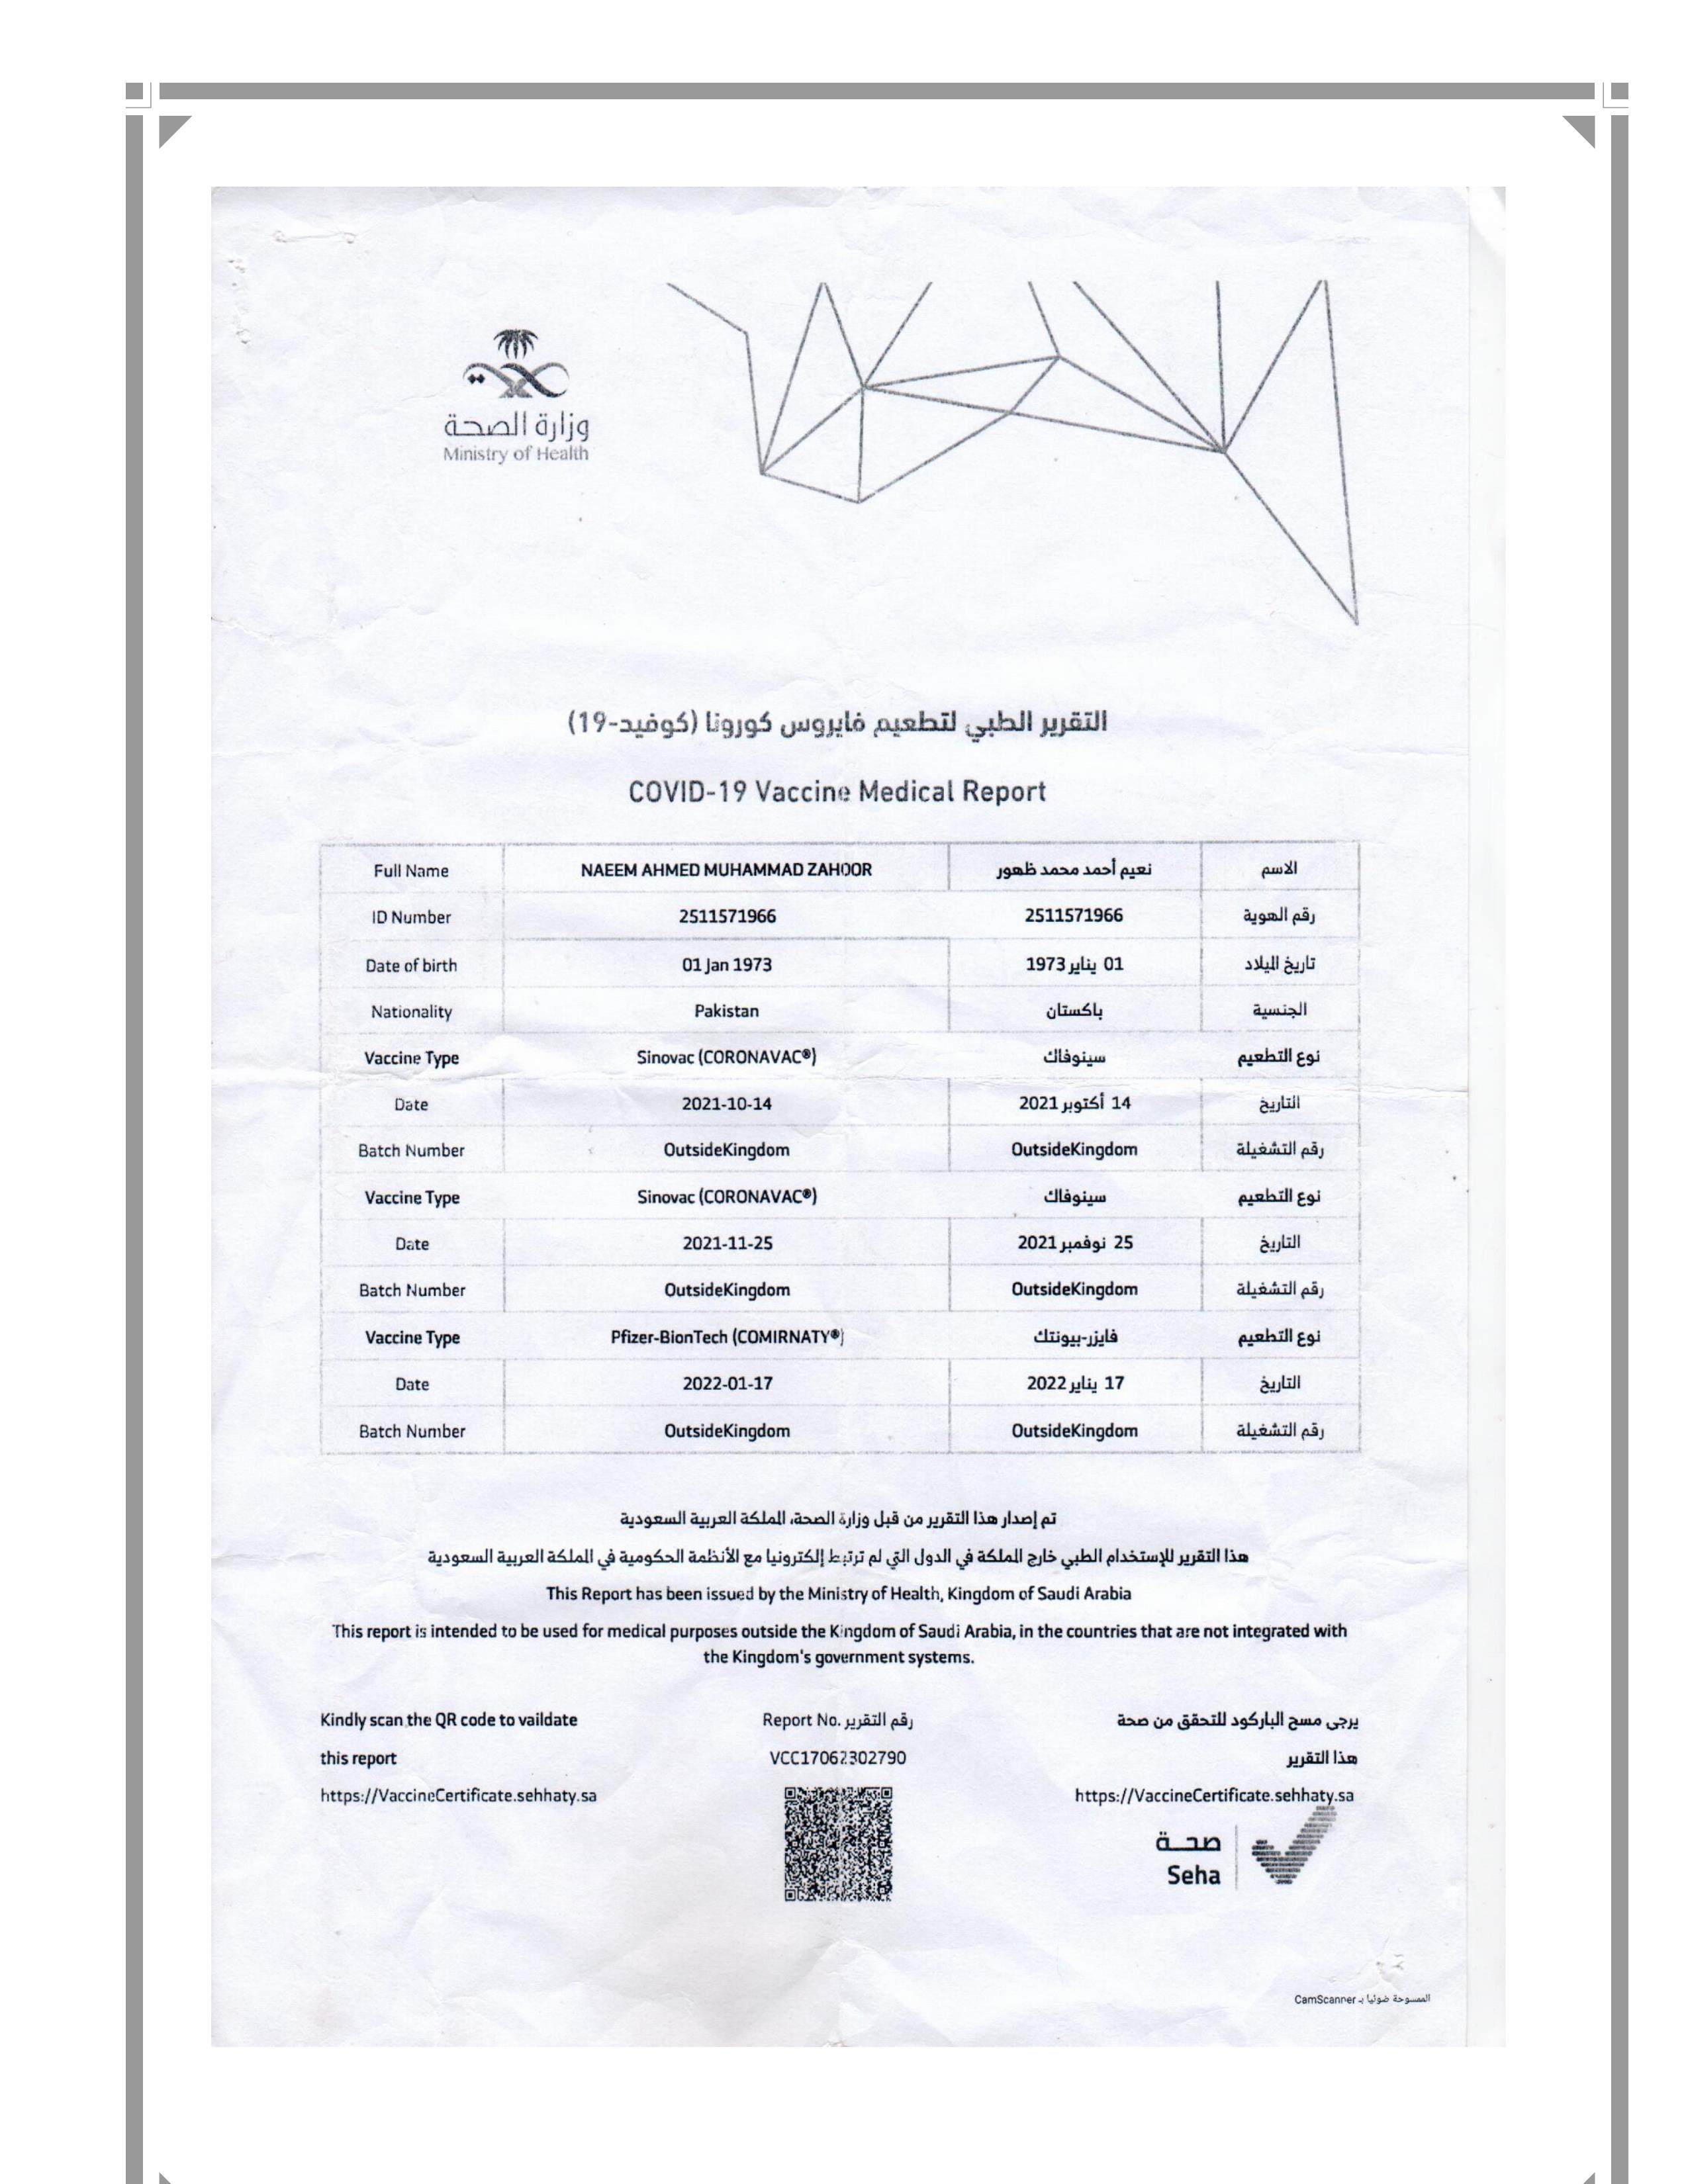 وزارة الصحة
Ministry of Health
التقرير الطبي لتطعيم فايروس كورونا (كوفيد-19)
COVID-19 Vaccine Medical Report
Full Name NAEEM AHMED MUHAMMAD ZAHOOR نعيم أحمد محمد ظهور الاسم
ID Number 2511571966 2511571966 رقم الهوية
Date of birth 01 Jan 1973 01 يناير 1973 تاريخ الميلاد
Nationality Pakistan باكستان الجنسية
Vaccine Type Sinovac (CORONAVAC®) سينوفاك نوع التطعيم
Date 2021-10-14 14 أكتوبر 2021 التاريخ
Batch Number OutsideKingdom OutsideKingdom رقم التشغيلة
Vaccine Type Sinovac (CORONAVAC®) سينوفاك نوع التطعيم
Date 2021-11-25 25 نوفمبر 2021 التاريخ
Batch Number OutsideKingdom OutsideKingdom رقم التشغيلة
Vaccine Type Pfizer-BionTech (COMIRNATY®) فايزر-بيونتك نوع التطعيم
Date 2022-01-17 17 يناير 2022 التاريخ
Batch Number OutsideKingdom OutsideKingdom رقم التشغيلة
تم إصدار هذا التقرير من قبل وزارة الصحة، المملكة العربية السعودية
هذا التقرير للإستخدام الطبي خارج المملكة في الدول التي لم ترتبط إلكترونيا مع الأنظمة الحكومية في المملكة العربية السعودية
This Report has been issued by the Ministry of Health, Kingdom of Saudi Arabia
This report is intended to be used for medical purposes outside the Kingdom of Saudi Arabia, in the countries that are not integrated with
the Kingdom's government systems.
Kindly scan the QR code to vaildate Report No. رقم التقرير يرجى مسح الباركود للتحقق من صحة
this report VCC17062302790 هذا التقرير
https://VaccineCertificate.sehhaty.sa https://VaccineCertificate.sehhaty.sa
صحة
Seha
الممسوحة ضوئيا بـ CamScanner